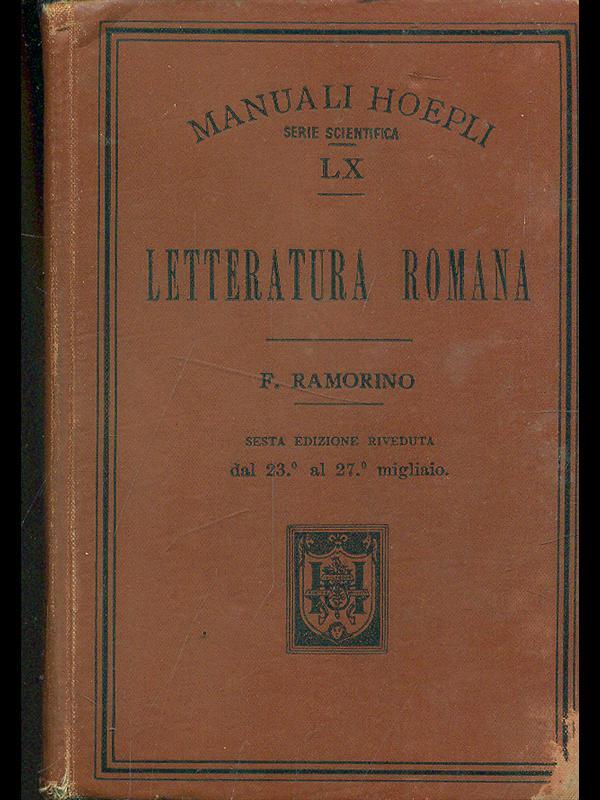 MANUALI HOEPLI
SERIE SCIENTIFICA
LX
LETTERATURA ROMANA
F. RAMORINO
SESTA EDIZIONE RIVEDUTA
dal 23.º al 27.º migliaio.